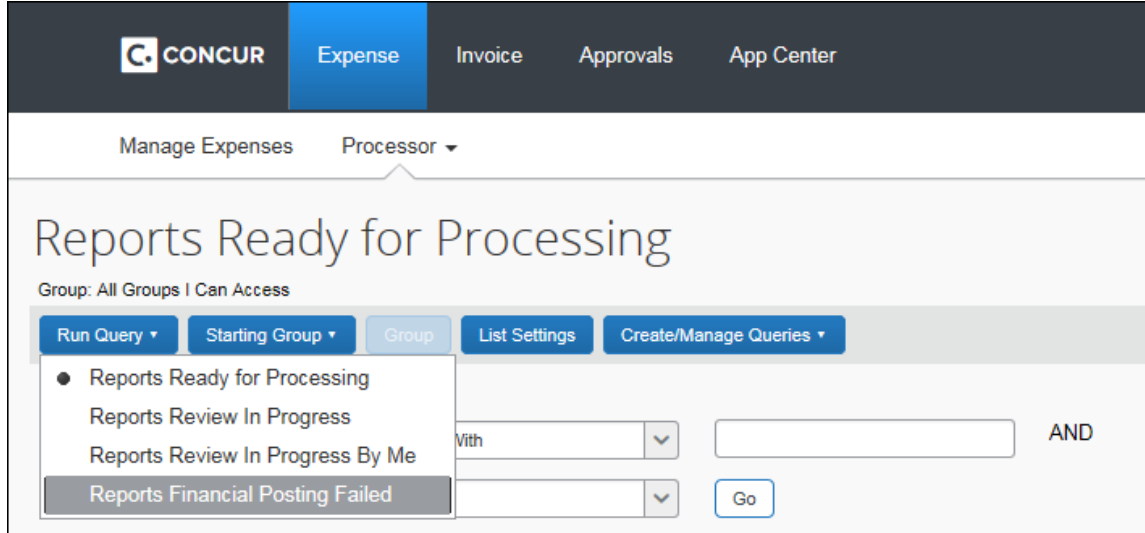 C. CONCUR Expense Invoice Approvals App Center
Manage Expenses Processor
Reports Ready for Processing
Group: All Groups I Can Access
Run Query Starting Group Group List Settings Create/Manage Queries
Reports Ready for Processing
Reports Review In Progress
With AND
Reports Review In Progress By Me
Reports Financial Posting Failed
Go